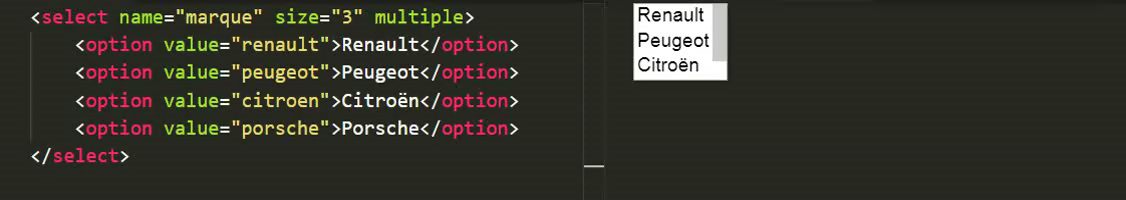 <select name="marque" size="3" multiple>
<option value="renault">Renault</option>
<option value="peugeot">Peugeot</option>
<option value="citroen">Citroën</option>
<option value="porsche">Porsche</option>
</select>
Renault
Peugeot
Citroën